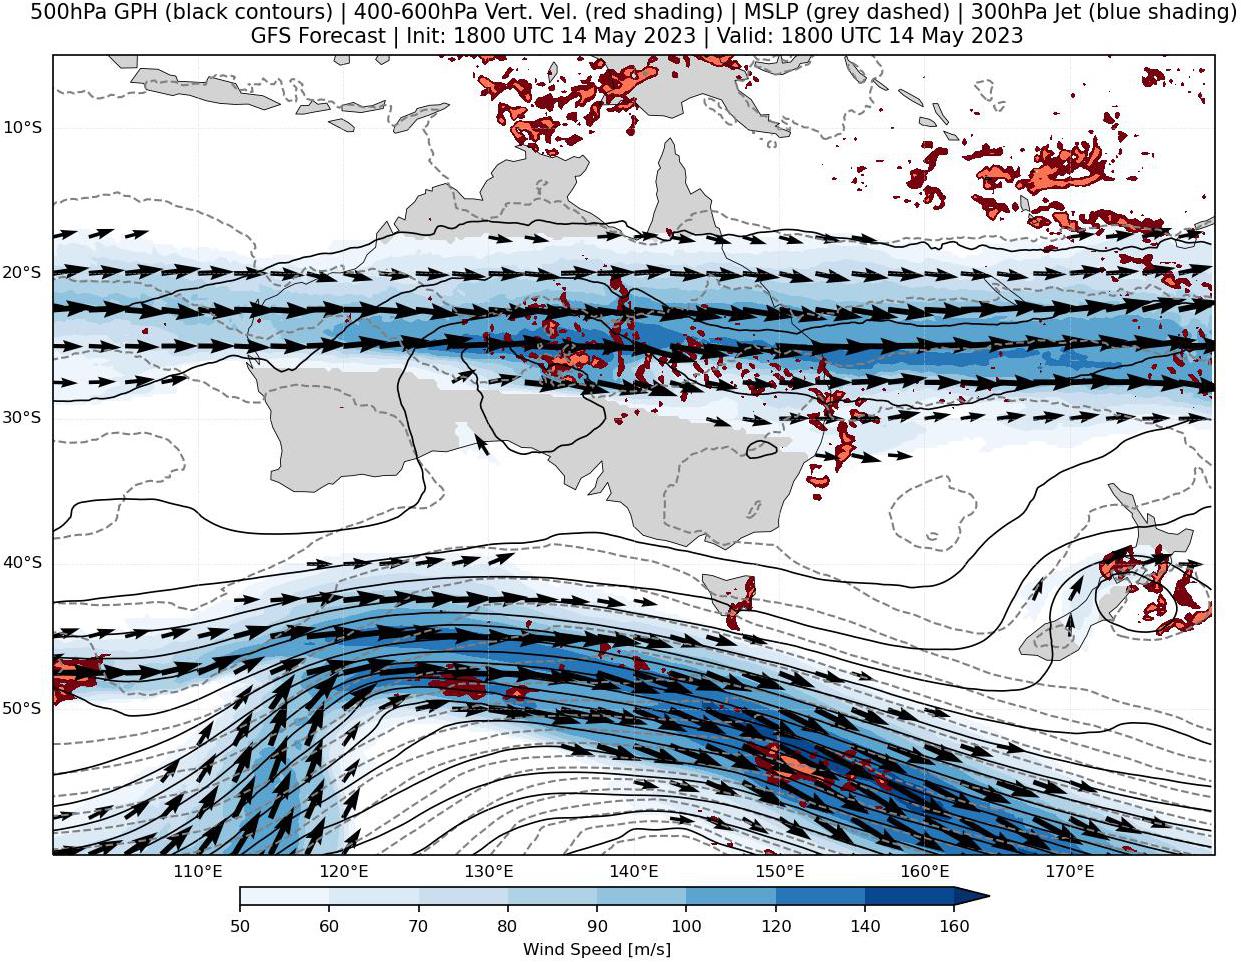 500hPa GPH (black contours) | 400-600hPa Vert. Vel. (red shading) | MSLP (grey dashed) | 300hPa Jet (blue shading)
GFS Forecast | Init: 1800 UTC 14 May 2023 | Valid: 1800 UTC 14 May 2023
10°S
20°S
30°S
40°S
50°S
110°E 120°E 130°E 140°E 150°E 160°E 170°E
50 60 70 80 90 100 120 140 160
Wind Speed [m/s]